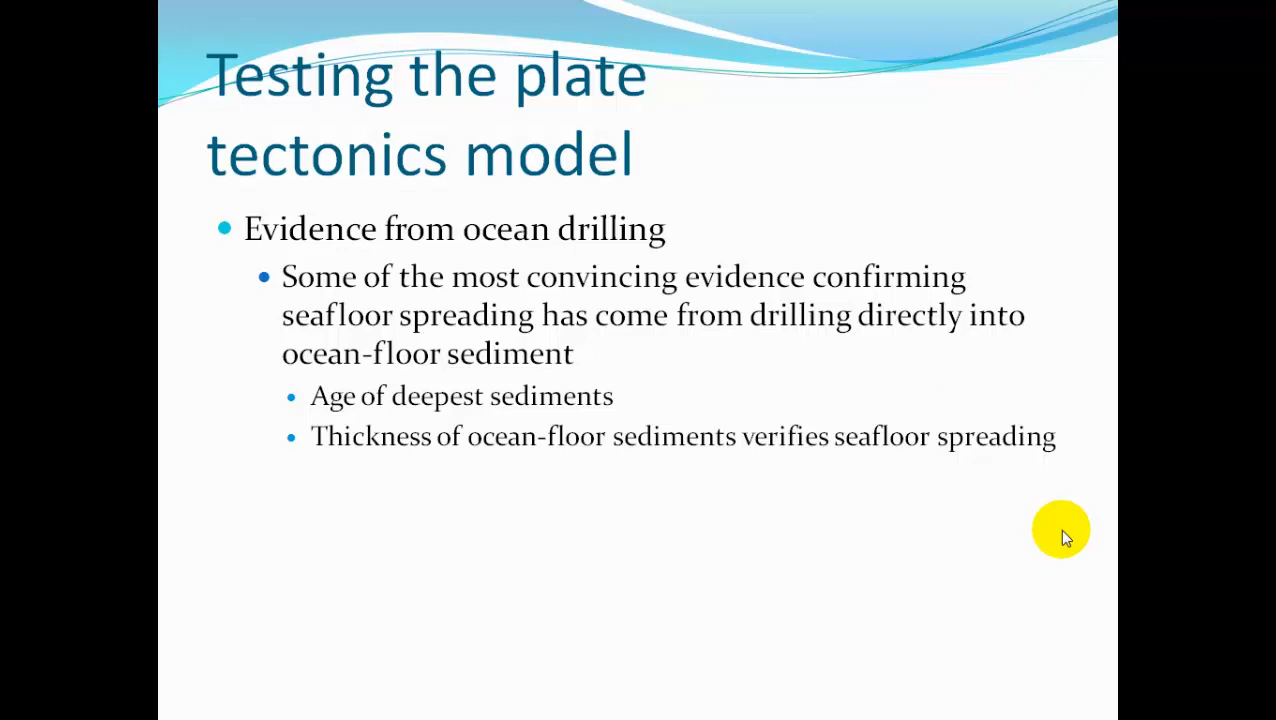 Testing the plate
tectonics model
Evidence from ocean drilling
Some of the most convincing evidence confirming
seafloor spreading has come from drilling directly into
ocean-floor sediment
Age of deepest sediments
Thickness of ocean-floor sediments verifies seafloor spreading